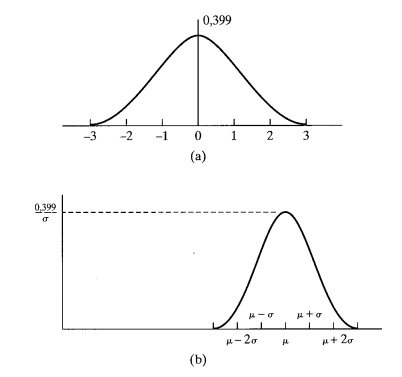 0,399
–3 –2 –1 0 1 2 3
(a)
0,399
σ
μ – σ μ + σ
μ – 2σ μ μ + 2σ
(b)